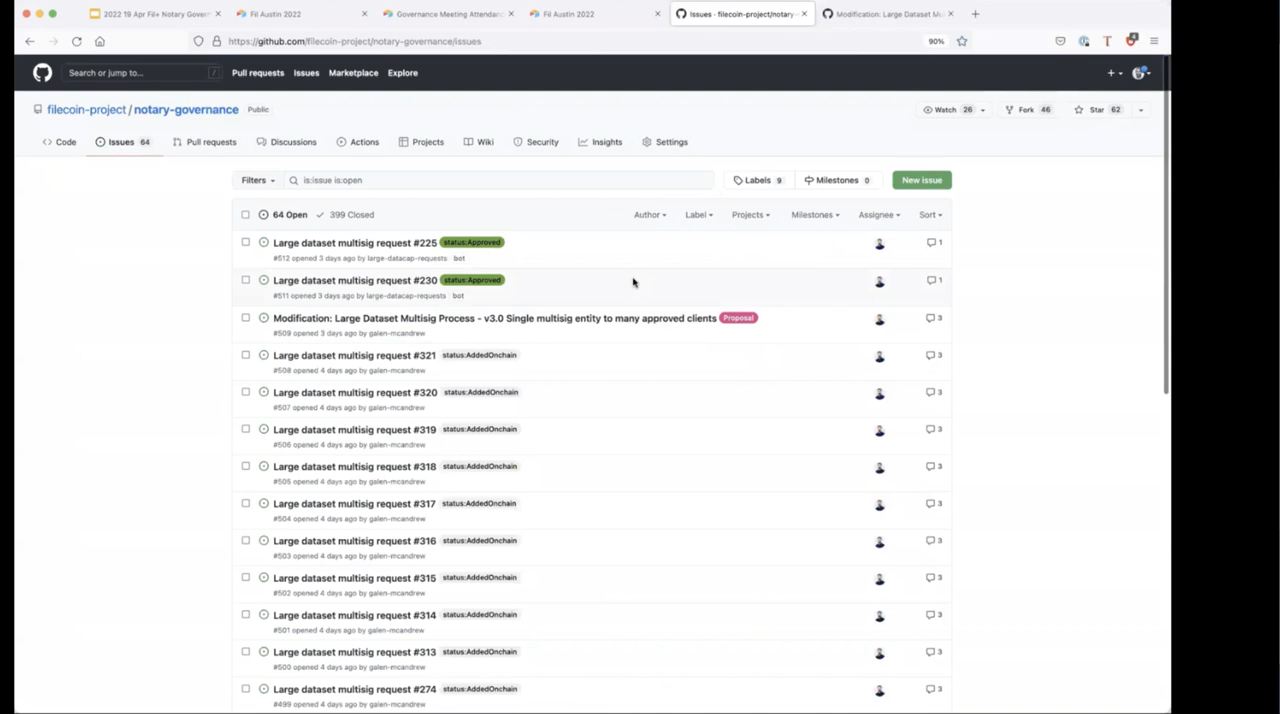 2022 19 Apr Fil+ Notary Govern
Fil Austin 2022
Governance Meeting Attendanc
Fil Austin 2022
Issues · filecoin-project/notary-
Modification: Large Dataset Mu
https://github.com/filecoin-project/notary-governance/issues
90%
Search or jump to...
/
Pull requests
Issues
Marketplace
Explore
filecoin-project / notary-governance Public
Watch 26
Fork 46
Star 62
Code
Issues 64
Pull requests
Discussions
Actions
Projects
Wiki
Security
Insights
Settings
Filters
is:issue is:open
Labels 9
Milestones 0
New issue
64 Open
399 Closed
Author
Label
Projects
Milestones
Assignee
Sort
Large dataset multisig request #225 status:Approved
1
#512 opened 3 days ago by large-datacap-requests bot
Large dataset multisig request #230 status:Approved
1
#511 opened 3 days ago by large-datacap-requests bot
Modification: Large Dataset Multisig Process - v3.0 Single multisig entity to many approved clients Proposal
3
#509 opened 3 days ago by galen-mcandrew
Large dataset multisig request #321 status:AddedOnchain
3
#508 opened 4 days ago by galen-mcandrew
Large dataset multisig request #320 status:AddedOnchain
3
#507 opened 4 days ago by galen-mcandrew
Large dataset multisig request #319 status:AddedOnchain
3
#506 opened 4 days ago by galen-mcandrew
Large dataset multisig request #318 status:AddedOnchain
3
#505 opened 4 days ago by galen-mcandrew
Large dataset multisig request #317 status:AddedOnchain
3
#504 opened 4 days ago by galen-mcandrew
Large dataset multisig request #316 status:AddedOnchain
3
#503 opened 4 days ago by galen-mcandrew
Large dataset multisig request #315 status:AddedOnchain
3
#502 opened 4 days ago by galen-mcandrew
Large dataset multisig request #314 status:AddedOnchain
3
#501 opened 4 days ago by galen-mcandrew
Large dataset multisig request #313 status:AddedOnchain
3
#500 opened 4 days ago by galen-mcandrew
Large dataset multisig request #274 status:AddedOnchain
3
#499 opened 4 days ago by galen-mcandrew